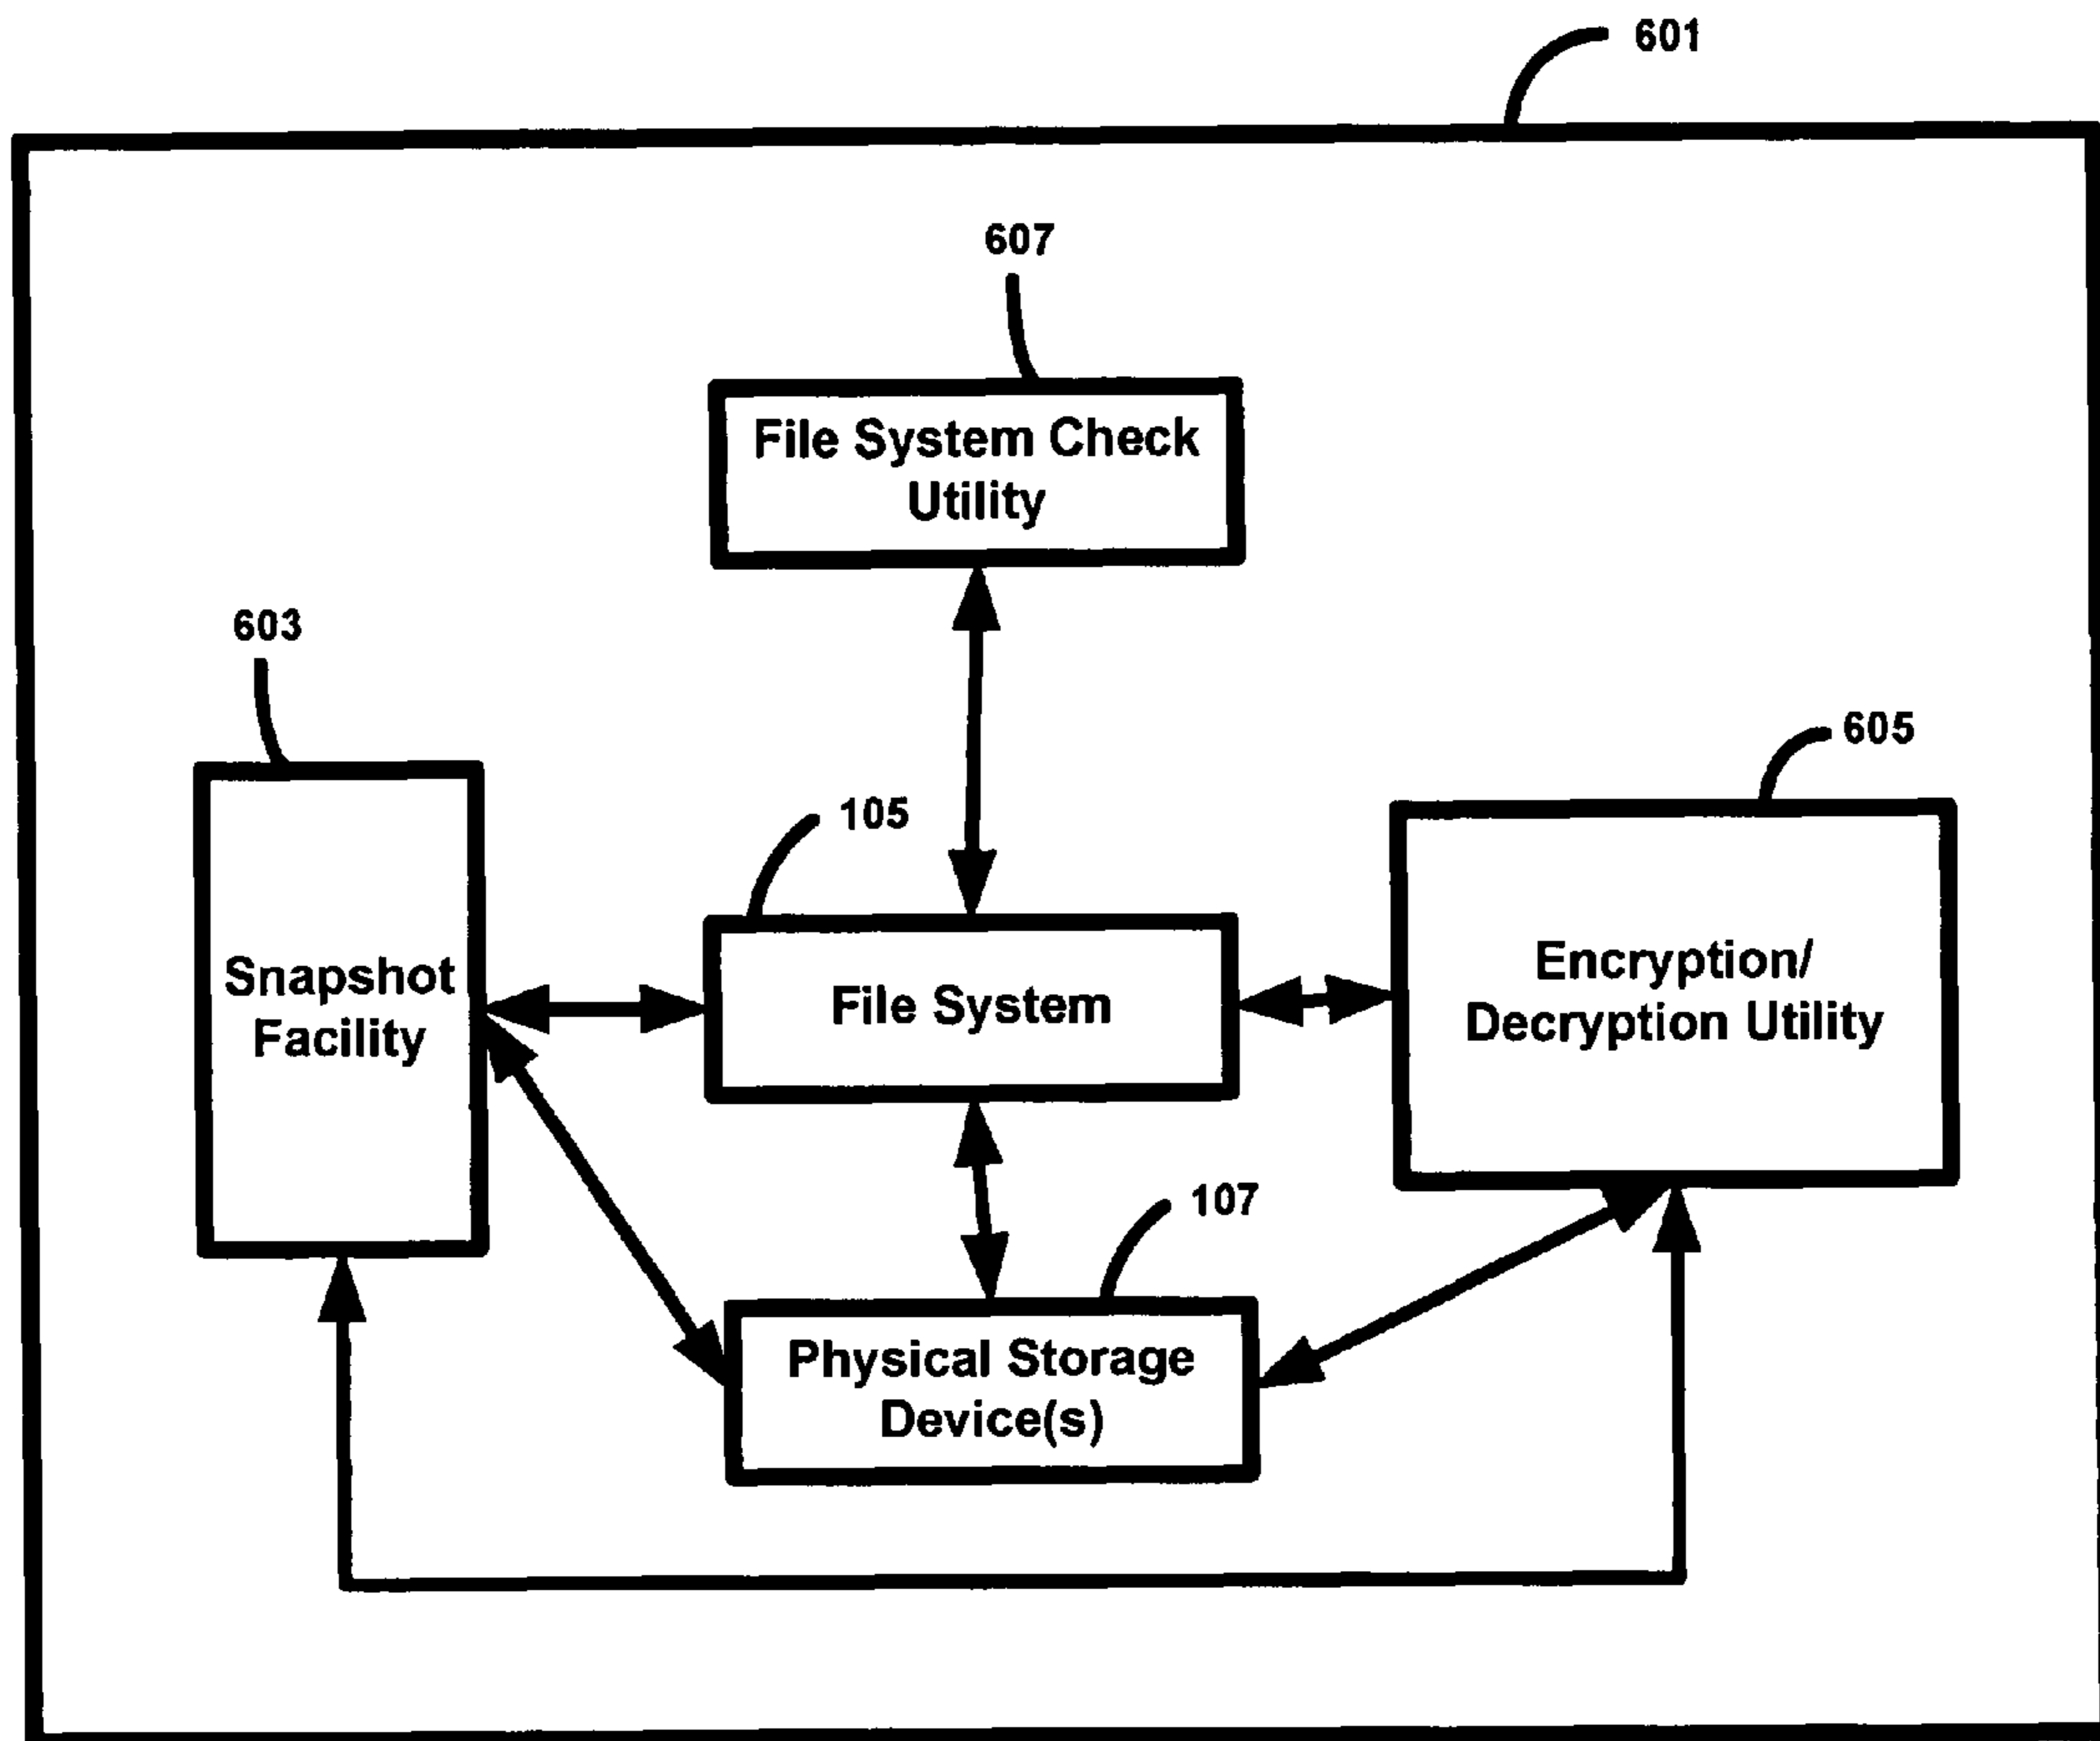 601
607
File System Check
Utility
603
605
105
Snapshot
Facility
File System
Encryption/
Decryption Utility
107
Physical Storage
Device(s)